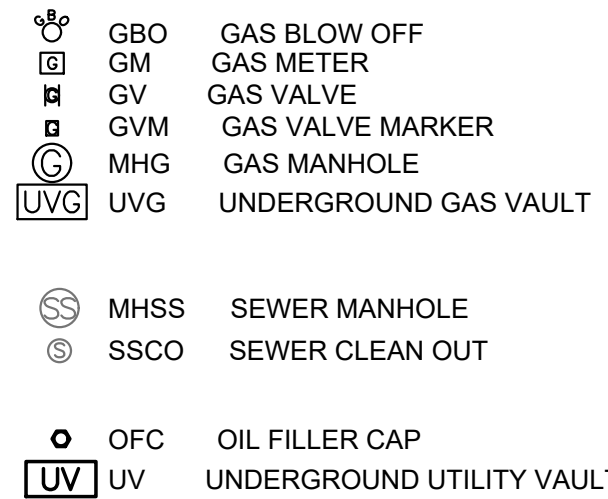 GBO GBO GAS BLOW OFF
G GM GAS METER
G GV GAS VALVE
G GVM GAS VALVE MARKER
G MHG GAS MANHOLE
UVG UVG UNDERGROUND GAS VAULT
SS MHSS SEWER MANHOLE
S SSCO SEWER CLEAN OUT
OFC OIL FILLER CAP
UV UV UNDERGROUND UTILITY VAULT